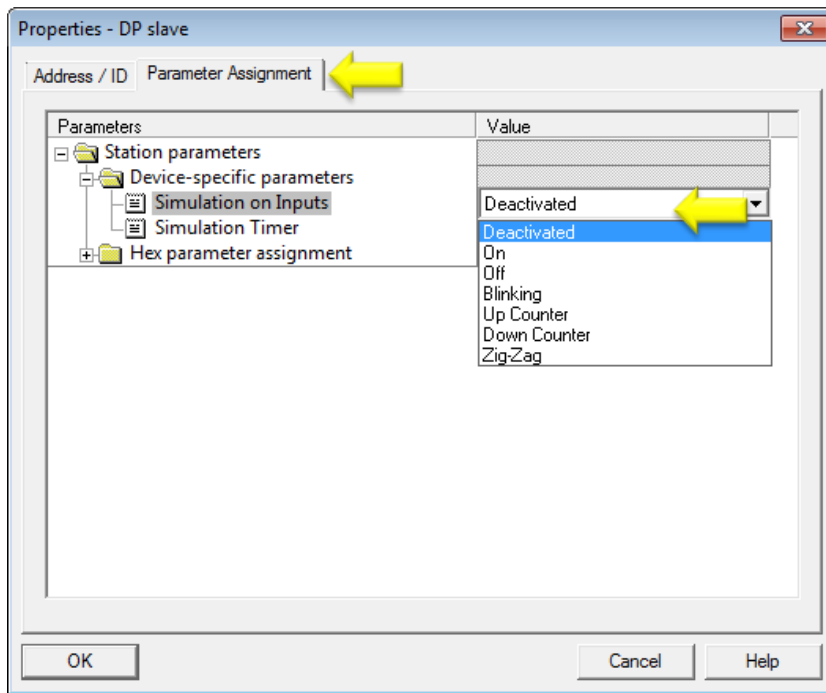 Properties - DP slave
Address / ID Parameter Assignment
Parameters Value
Station parameters
Device-specific parameters
Simulation on Inputs Deactivated
Simulation Timer Deactivated
Hex parameter assignment On
Off
Blinking
Up Counter
Down Counter
Zig-Zag
OK Cancel Help